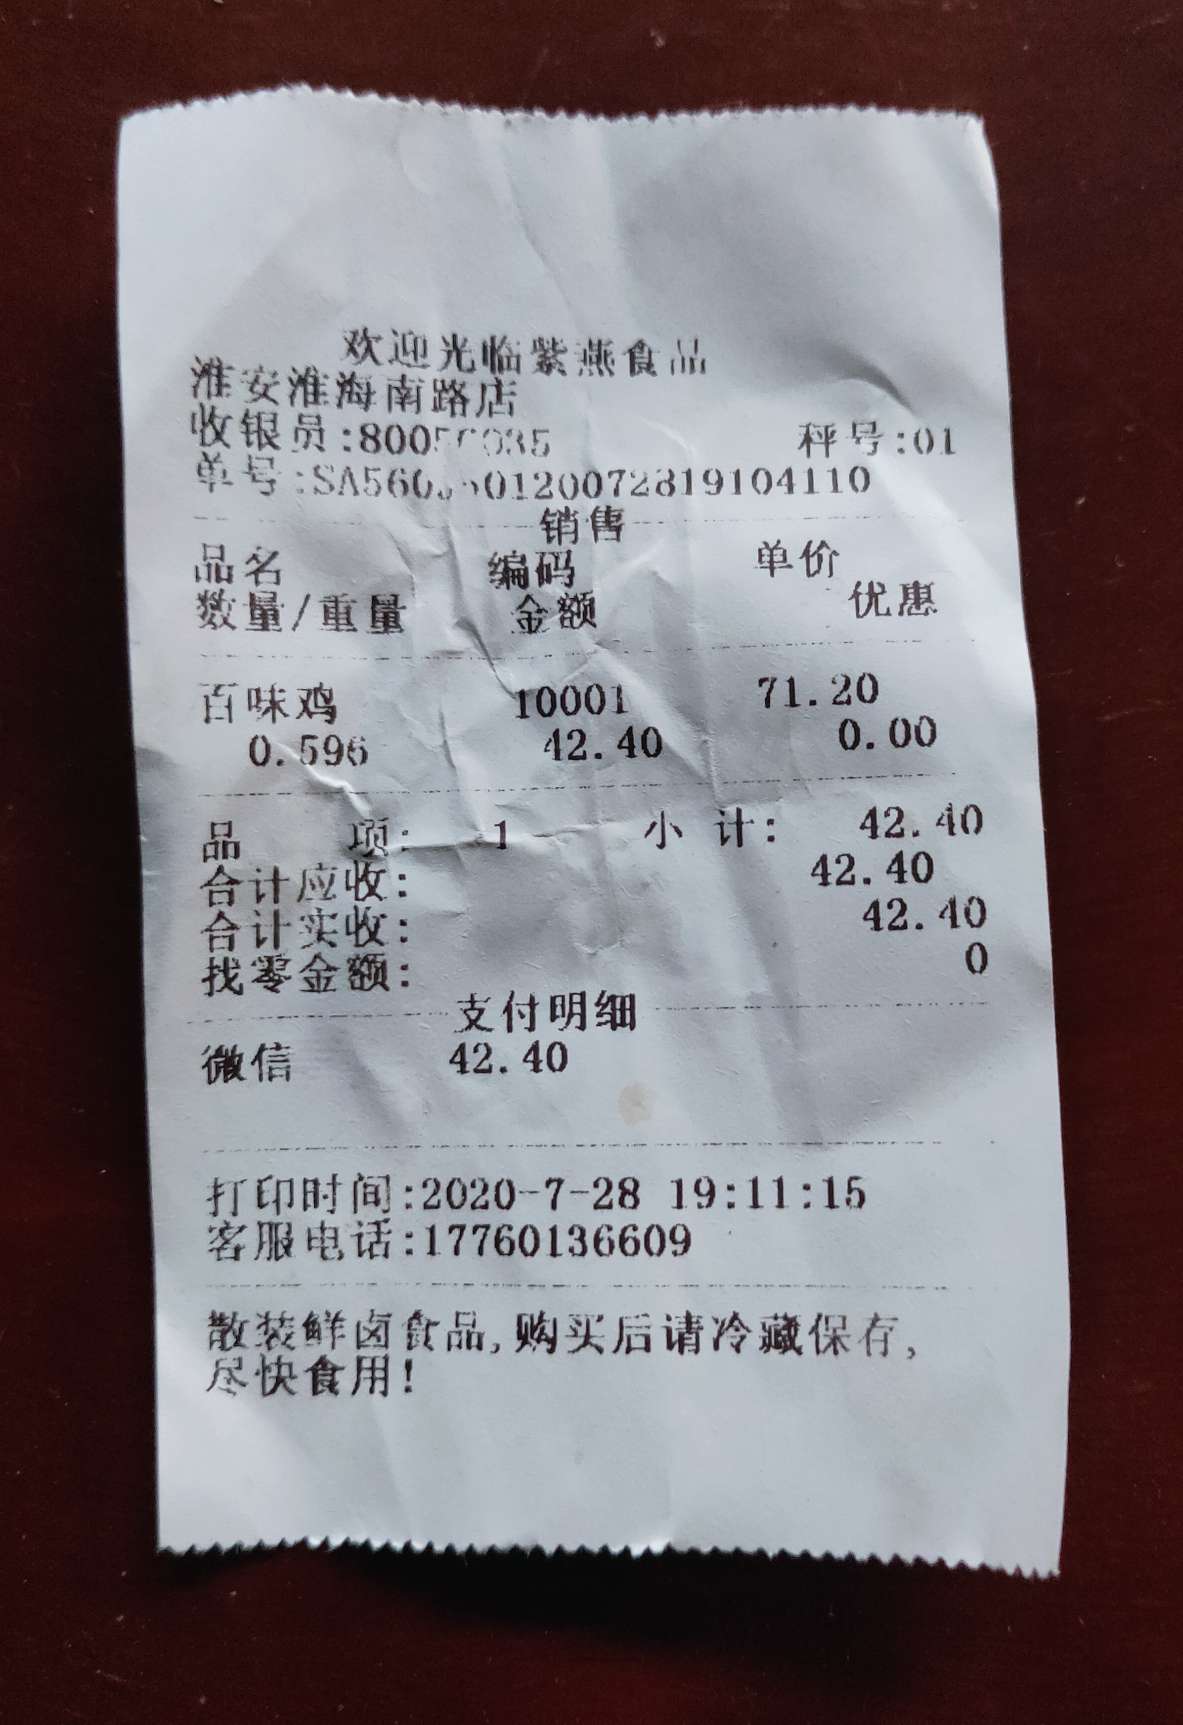 欢迎光临紫燕食品
淮安淮海南路店
收银员: 秤号:01
单号:
销售
品名 编码 单价
数量/重量 金额 优惠
百味鸡 10001 71.20
0.596 42.40 0.00
品 项: 1 小 计: 42.40
合计应收: 42.40
合计实收: 42.40
找零金额: 0
支付明细
微信 42.40
打印时间:2020-7-28 19:11:15
客服电话:17760136609
散装鲜卤食品,购买后请冷藏保存,
尽快食用!